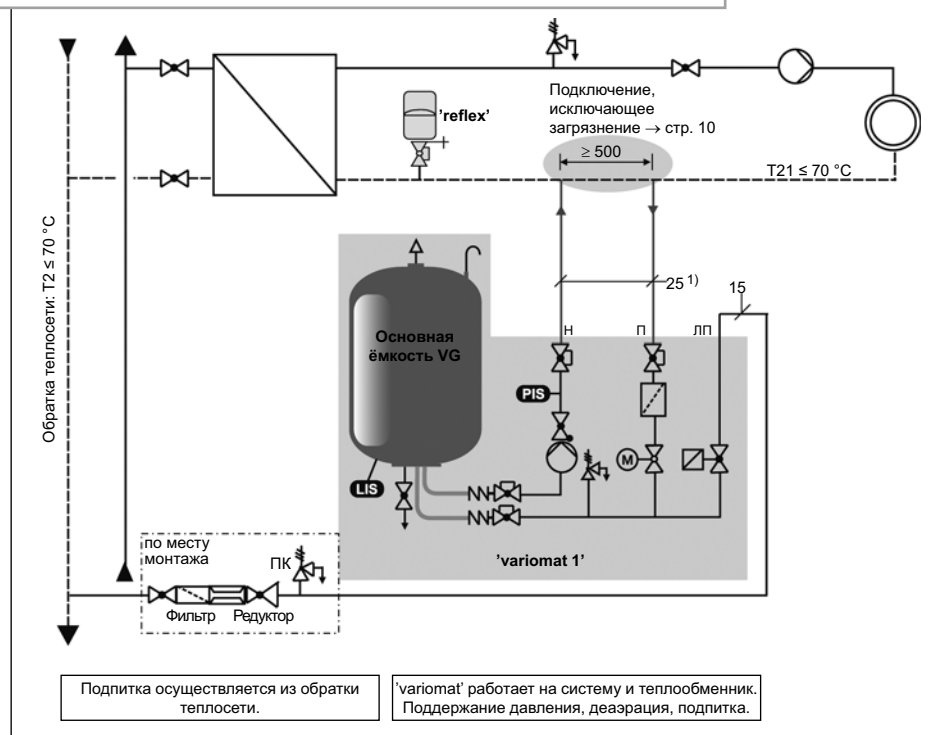 'reflex'
Подключение,
исключающее
загрязнение → стр. 10
≥ 500
T21 ≤ 70 °C
Обратка теплосети: T2 ≤ 70 °C
25 1)
15
Н
П
ЛП
Основная
ёмкость VG
PIS
M
LIS
'variomat 1'
по месту
монтажа
ПК
Фильтр
Редуктор
Подпитка осуществляется из обратки
теплосети.
'variomat' работает на систему и теплообменник.
Поддержание давления, деаэрация, подпитка.